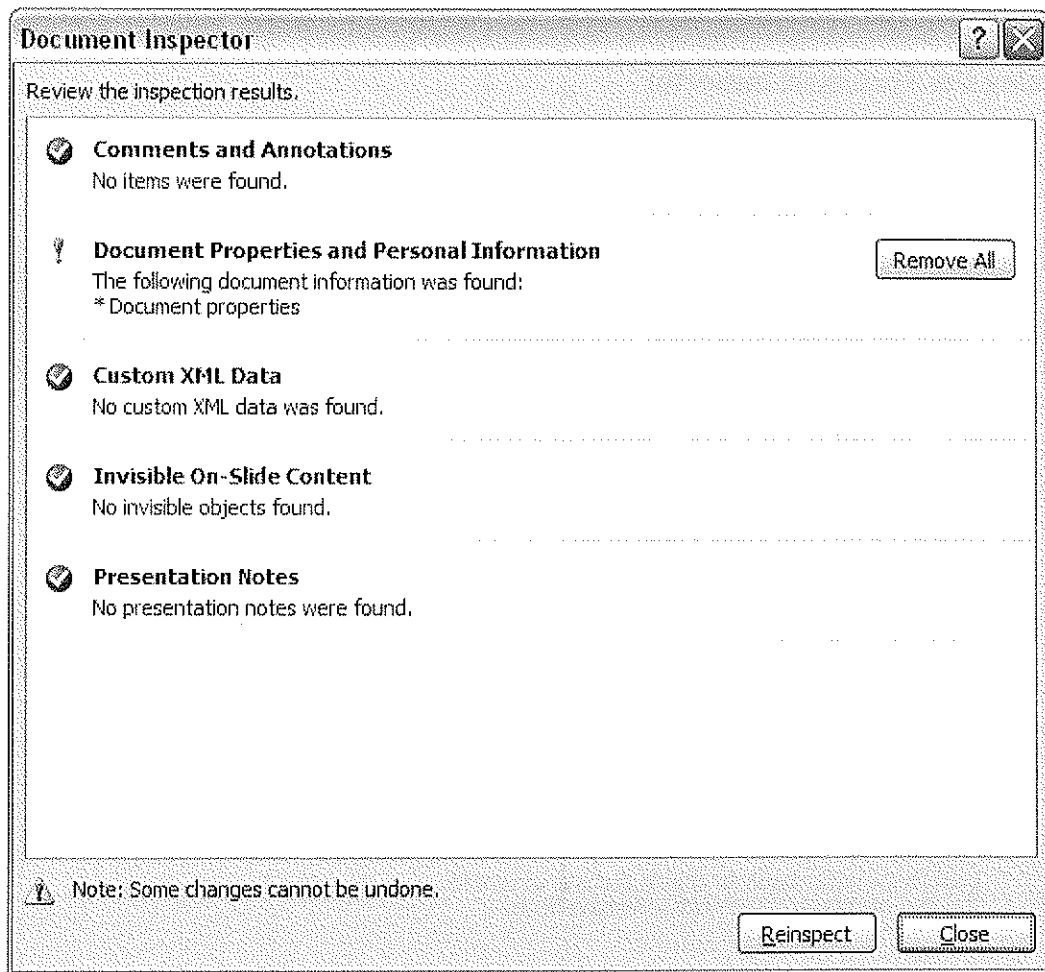 Document Inspector
?
Review the inspection results.
Comments and Annotations
No items were found.
Document Properties and Personal Information
Remove All
The following document information was found:
* Document properties
Custom XML Data
No custom XML data was found.
Invisible On-Slide Content
No invisible objects found.
Presentation Notes
No presentation notes were found.
Note: Some changes cannot be undone.
Reinspect
Close